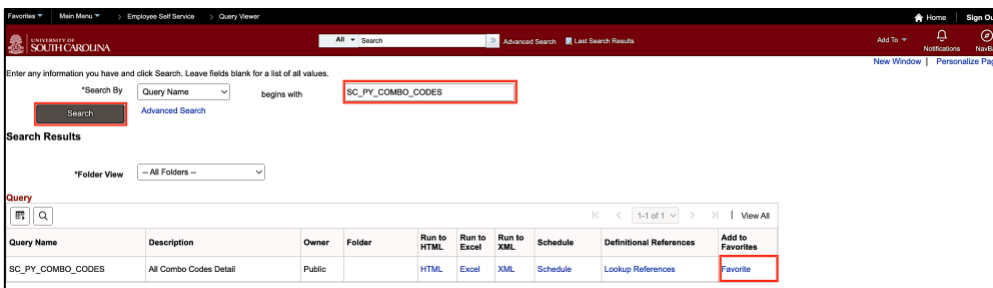 Favorites Main Menu > Employee Self Service > Query Viewer Home Sign Ou
UNIVERSITY OF
SOUTH CAROLINA
All Search >> Advanced Search Last Search Results Add To Notifications NavBa
New Window | Personalize Pag
Enter any information you have and click Search. Leave fields blank for a list of all values.
*Search By Query Name begins with SC_PY_COMBO_CODES
Search Advanced Search
Search Results
*Folder View -- All Folders --
Query
1-1 of 1 | View All
Query Name Description Owner Folder Run to HTML Run to Excel Run to XML Schedule Definitional References Add to Favorites
SC_PY_COMBO_CODES All Combo Codes Detail Public HTML Excel XML Schedule Lookup References Favorite